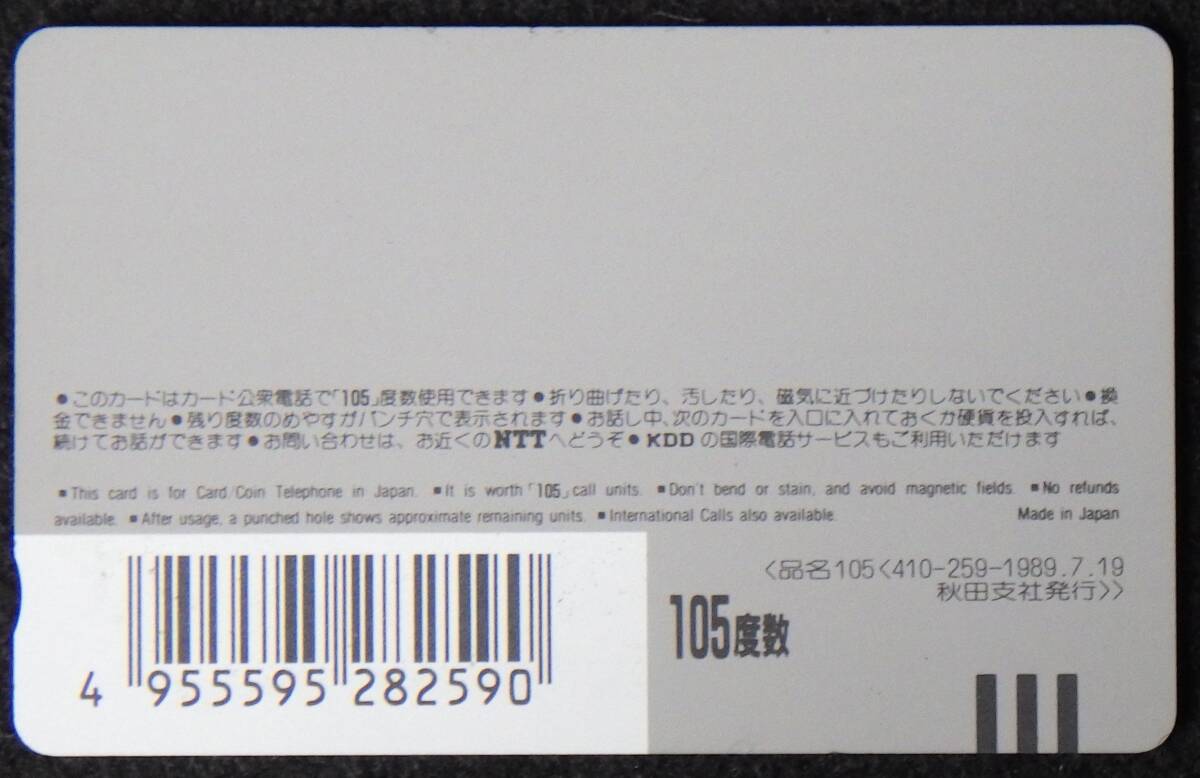 ●このカードはカード公衆電話で「105」度数使用できます●折り曲げたり、汚したり、磁気に近づけたりしないでください●換
金できません●残り度数のめやすがパンチ穴で表示されます●お話し中、次のカードを入口に入れておくか硬貨を投入すれば、
続けてお話ができます●お問い合わせは、お近くのNTTへどうぞ●KDDの国際電話サービスもご利用いただけます
■This card is for Card/Coin Telephone in Japan. ■It is worth「105」call units. ■Don't bend or stain, and avoid magnetic fields. ■No refunds
available. ■After usage, a punched hole shows approximate remaining units. ■International Calls also available. Made in Japan
〈品名105〈410-259-1989.7.19
秋田支社発行〉〉
105度数
4 955595 282590